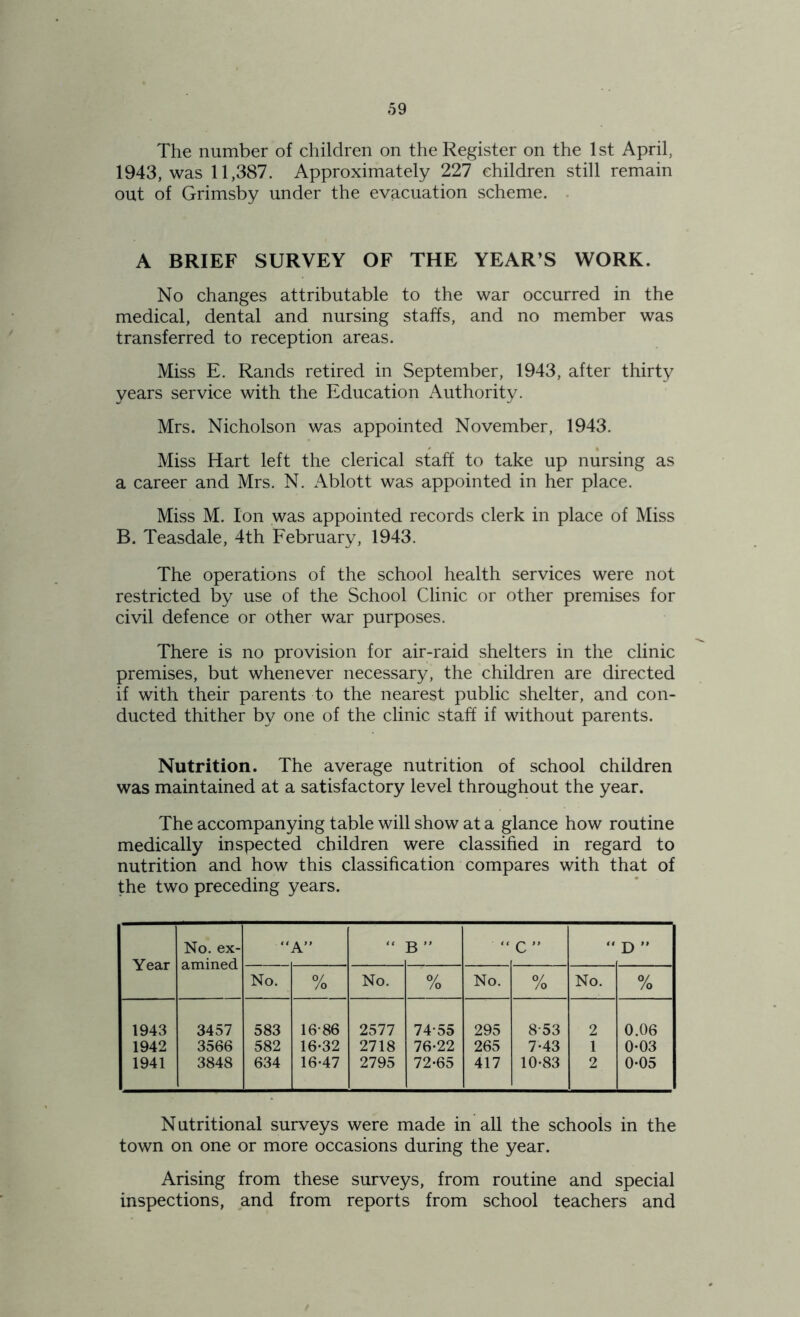 59
The number of children on the Register on the 1st April,
1943, was 11,387. Approximately 227 children still remain
out of Grimsby under the evacuation scheme.
A BRIEF SURVEY OF THE YEAR’S WORK.
No changes attributable to the war occurred in the
medical, dental and nursing staffs, and no member was
transferred to reception areas.
Miss E. Rands retired in September, 1943, after thirty
years service with the Education Authority.
Mrs. Nicholson was appointed November, 1943.
Miss Hart left the clerical staff to take up nursing as
a career and Mrs. N. Ablott was appointed in her place.
Miss M. Ion was appointed records clerk in place of Miss
B. Teasdale, 4th February, 1943.
The operations of the school health services were not
restricted by use of the School Clinic or other premises for
civil defence or other war purposes.
There is no provision for air-raid shelters in the clinic
premises, but whenever necessary, the children are directed
if with their parents to the nearest public shelter, and con-
ducted thither by one of the clinic staff if without parents.
Nutrition. The average nutrition of school children
was maintained at a satisfactory level throughout the year.
The accompanying table will show at a glance how routine
medically inspected children were classified in regard to
nutrition and how this classification compares with that of
the two preceding years.
Year No. ex- “A” “ B ” “ C ” “ D ”
amined
No. % No. % No. % No. %
1943 3457 583 16·86 2577 74·55 295 8·53 2 0.06
1942 3566 582 16·32 2718 76·22 265 7·43 1 0·03
1941 3848 634 16·47 2795 72·65 417 10·83 2 0·05
Nutritional surveys were made in all the schools in the
town on one or more occasions during the year.
Arising from these surveys, from routine and special
inspections, and from reports from school teachers and